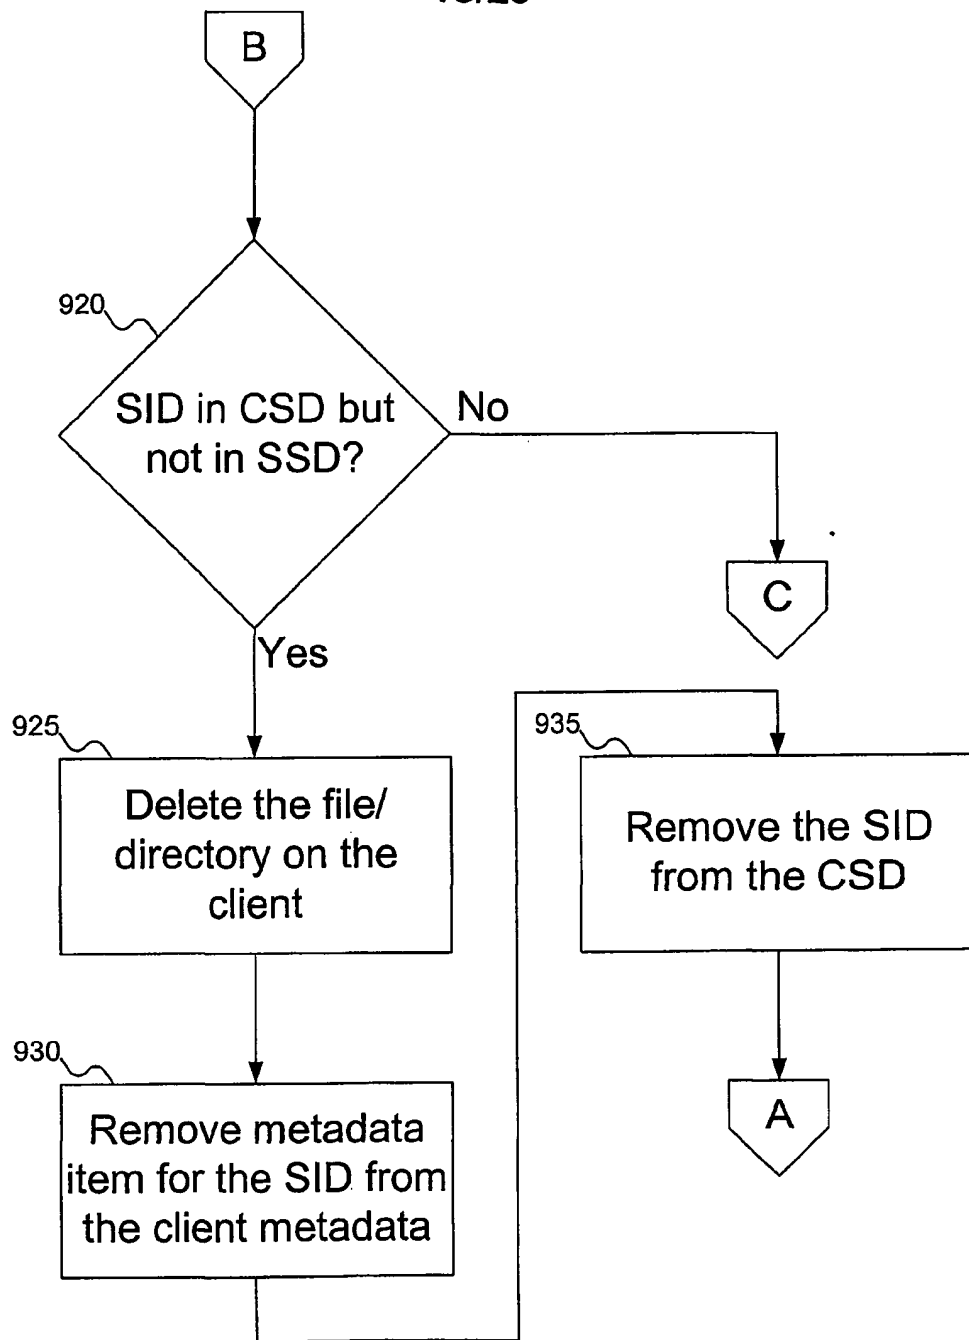 B
920
SID in CSD but
not in SSD?
No
C
Yes
925
Delete the file/
directory on the
client
935
Remove the SID
from the CSD
930
Remove metadata
item for the SID from
the client metadata
A